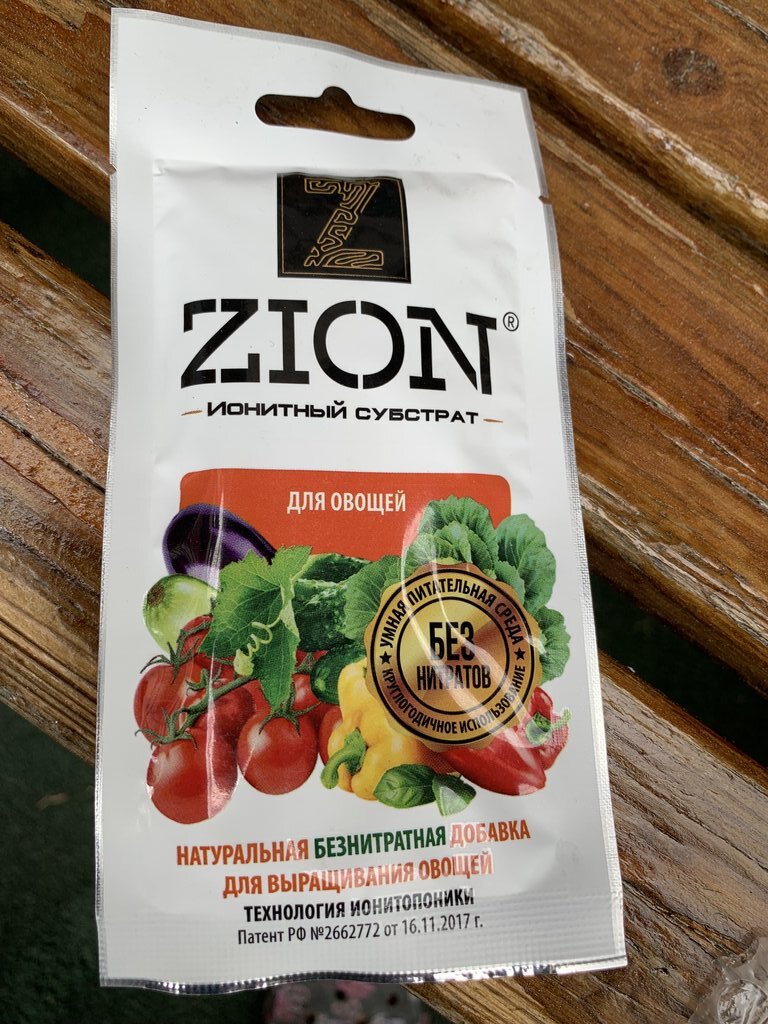 Z
ZION®
ИОНИТНЫЙ СУБСТРАТ
ДЛЯ ОВОЩЕЙ
УМНАЯ ПИТАТЕЛЬНАЯ СРЕДА
БЕЗ
НИТРАТОВ
КРУГЛОГОДИЧНОЕ ИСПОЛЬЗОВАНИЕ
НАТУРАЛЬНАЯ БЕЗНИТРАТНАЯ ДОБАВКА
ДЛЯ ВЫРАЩИВАНИЯ ОВОЩЕЙ
ТЕХНОЛОГИЯ ИОНИТОПОНИКИ
Патент РФ №2662772 от 16.11.2017 г.